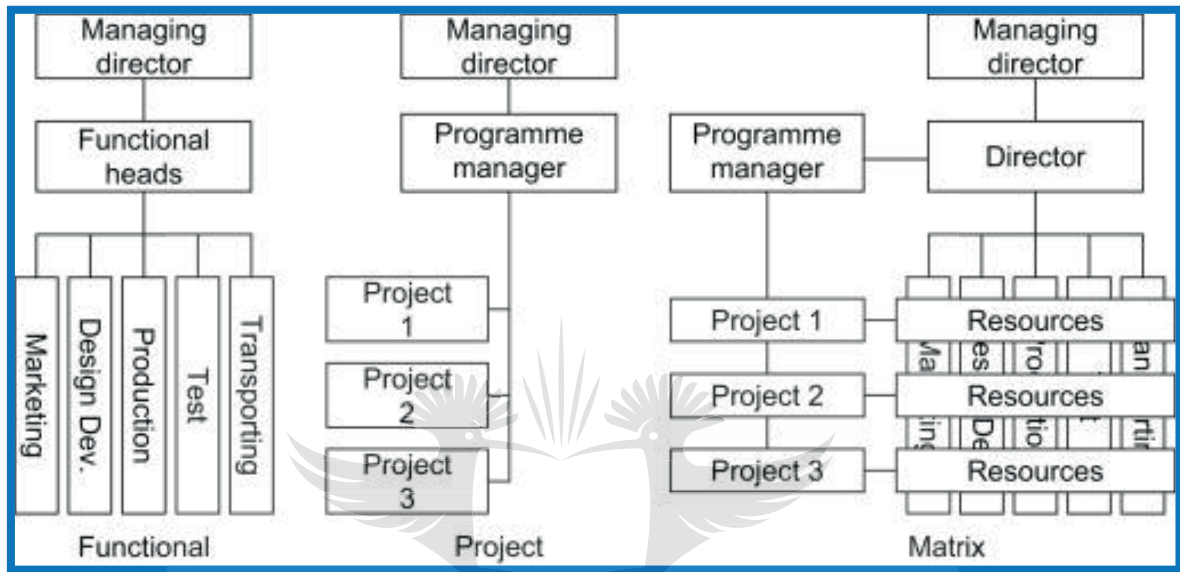 Managing
director
Functional
heads
Marketing
Design Dev.
Production
Test
Transporting
Functional
Managing
director
Programme
manager
Project
1
Project
2
Project
3
Project
Managing
director
Programme
manager
Director
Project 1
Resources
Project 2
Resources
Project 3
Resources
Matrix